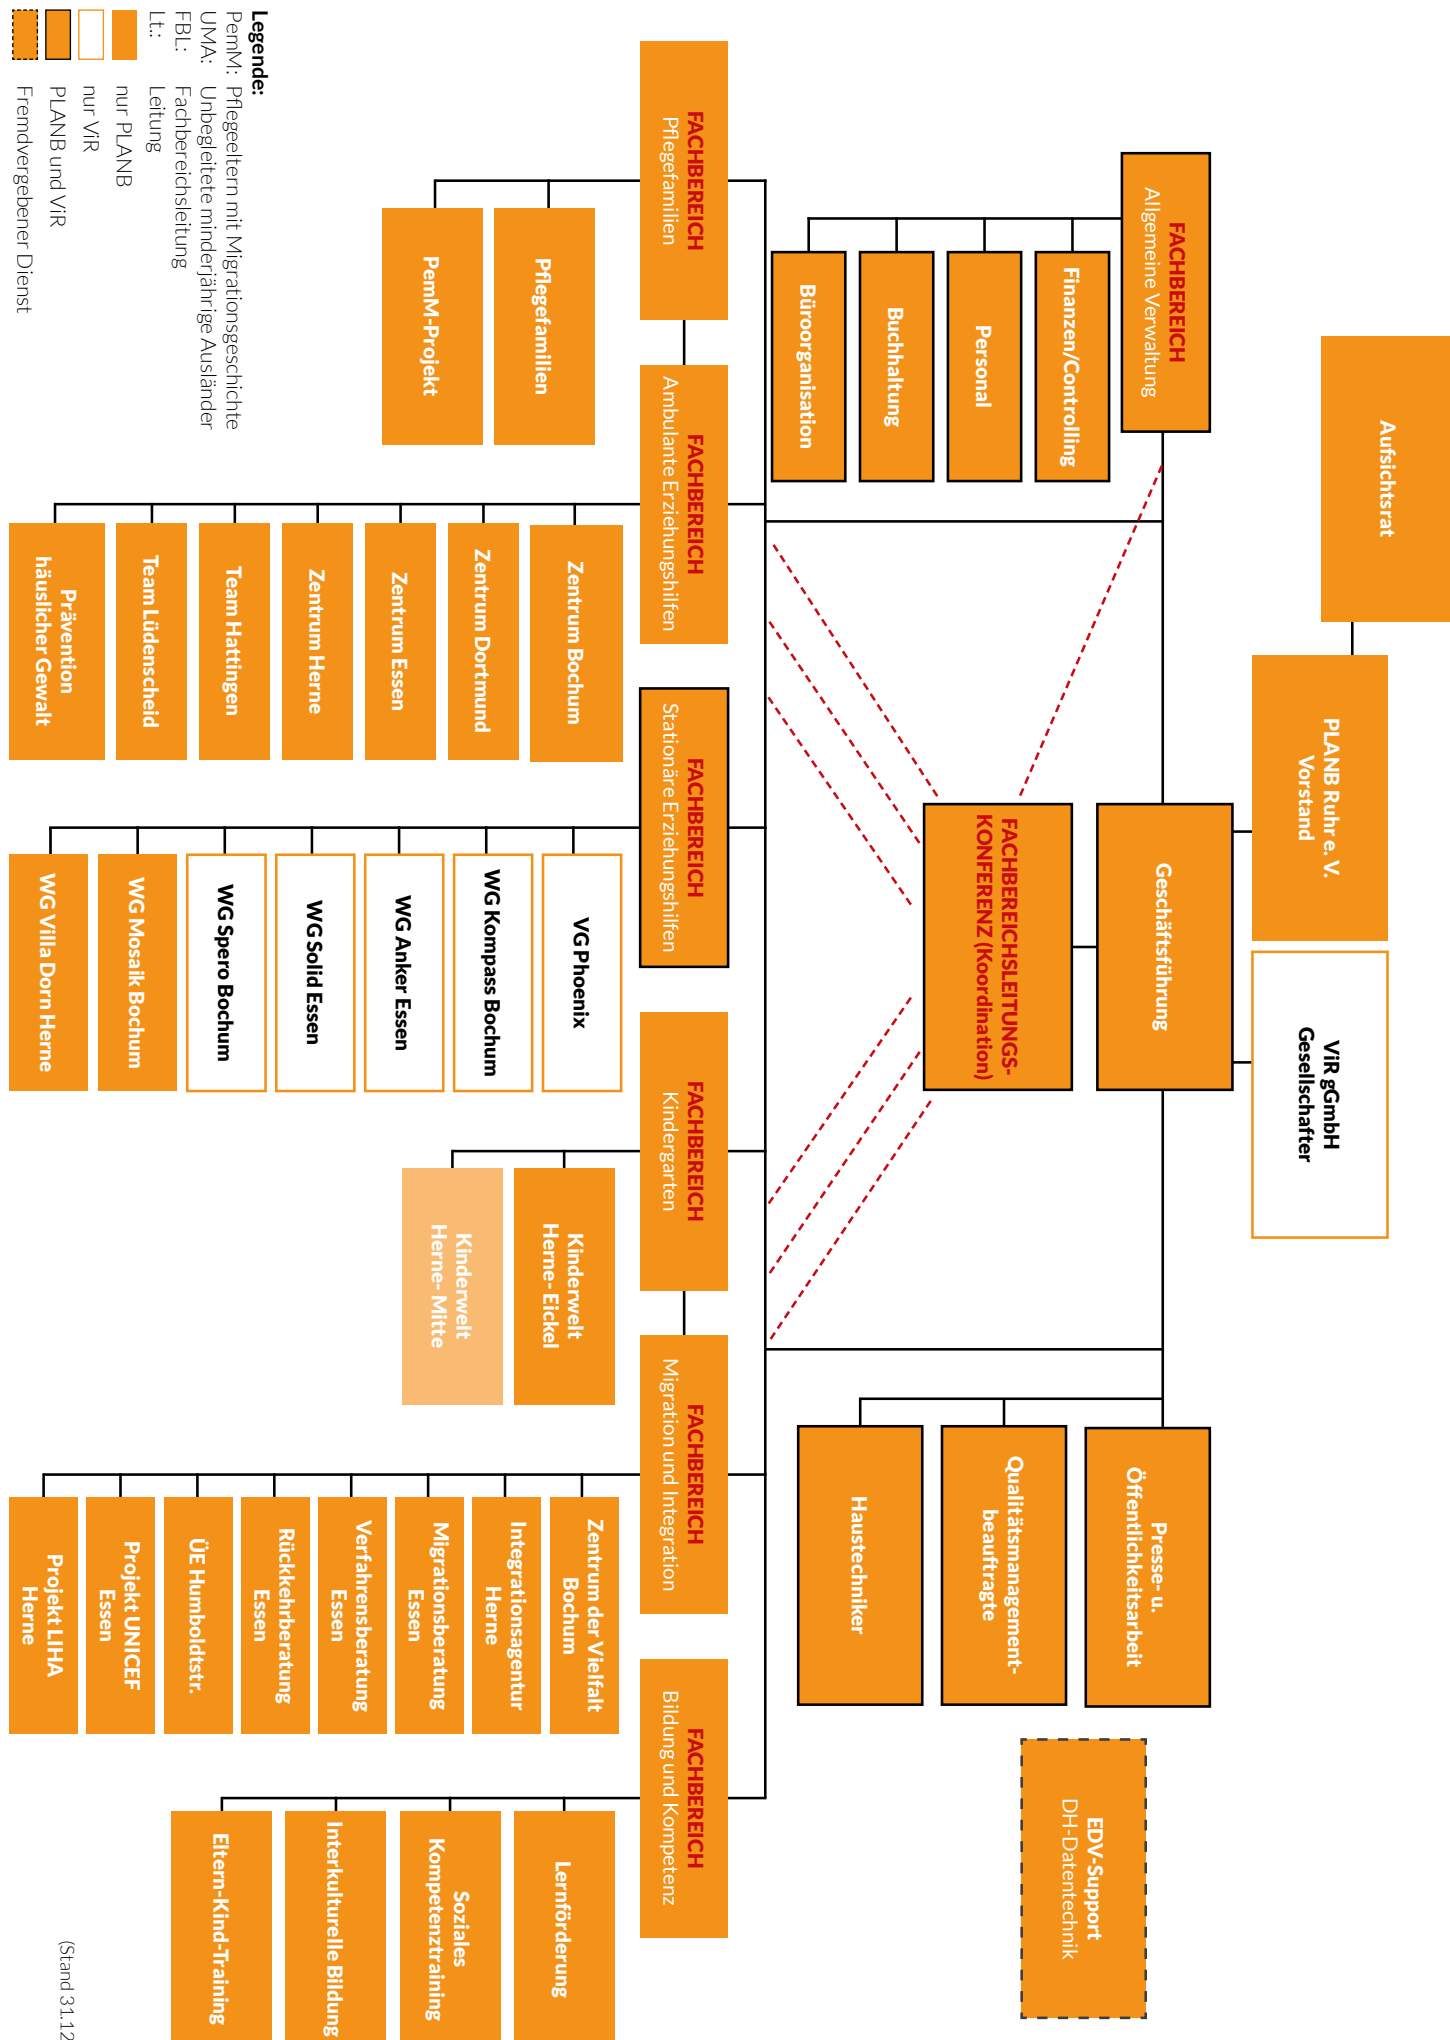 Aufsichtsrat
PLANB Ruhr e. V.
Vorstand
ViR gGmbH
Gesellschafter
Geschäftsführung
FACHBEREICHSLEITUNGS-
KONFERENZ (Koordination)
FACHBEREICH
Allgemeine Verwaltung
Finanzen/Controlling
Personal
Buchhaltung
Büroorganisation
Presse- u.
Öffentlichkeitsarbeit
Qualitätsmanagement-
beauftragte
Haustechniker
EDV-Support
DH-Datentechnik
FACHBEREICH
Pflegefamilien
Pflegefamilien
PemM-Projekt
FACHBEREICH
Ambulante Erziehungshilfen
Zentrum Bochum
Zentrum Dortmund
Zentrum Essen
Zentrum Herne
Team Hattingen
Team Lüdenscheid
Prävention
häuslicher Gewalt
FACHBEREICH
Stationäre Erziehungshilfen
VG Phoenix
WG Kompass Bochum
WG Anker Essen
WG Solid Essen
WG Spero Bochum
WG Mosaik Bochum
WG Villa Dorn Herne
FACHBEREICH
Kindergarten
Kinderwelt
Herne- Eickel
Kinderwelt
Herne- Mitte
FACHBEREICH
Migration und Integration
Zentrum der Vielfalt
Bochum
Integrationsagentur
Herne
Migrationsberatung
Essen
Verfahrensberatung
Essen
Rückkehrberatung
Essen
ÜE Humboldtstr.
Projekt UNICEF
Essen
Projekt LIHA
Herne
FACHBEREICH
Bildung und Kompetenz
Lernförderung
Soziales
Kompetenztraining
Interkulturelle Bildung
Eltern-Kind-Training
Legende:
PemM: Pflegeeltern mit Migrationsgeschichte
UMA: Unbegleitete minderjährige Ausländer
FBL: Fachbereichsleitung
Lt.: Leitung
nur PLANB
nur ViR
PLANB und ViR
Fremdvergebener Dienst
(Stand 31.12